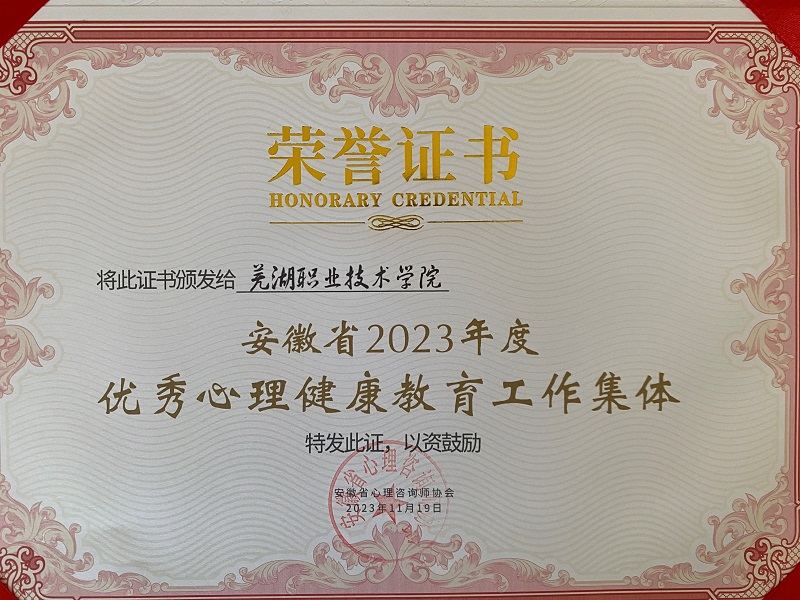 荣誉证书
HONORARY CREDENTIAL
将此证书颁发给 芜湖职业技术学院
安徽省2023年度
优秀心理健康教育工作集体
特发此证，以资鼓励
安徽省心理咨询师协会
2023年11月19日